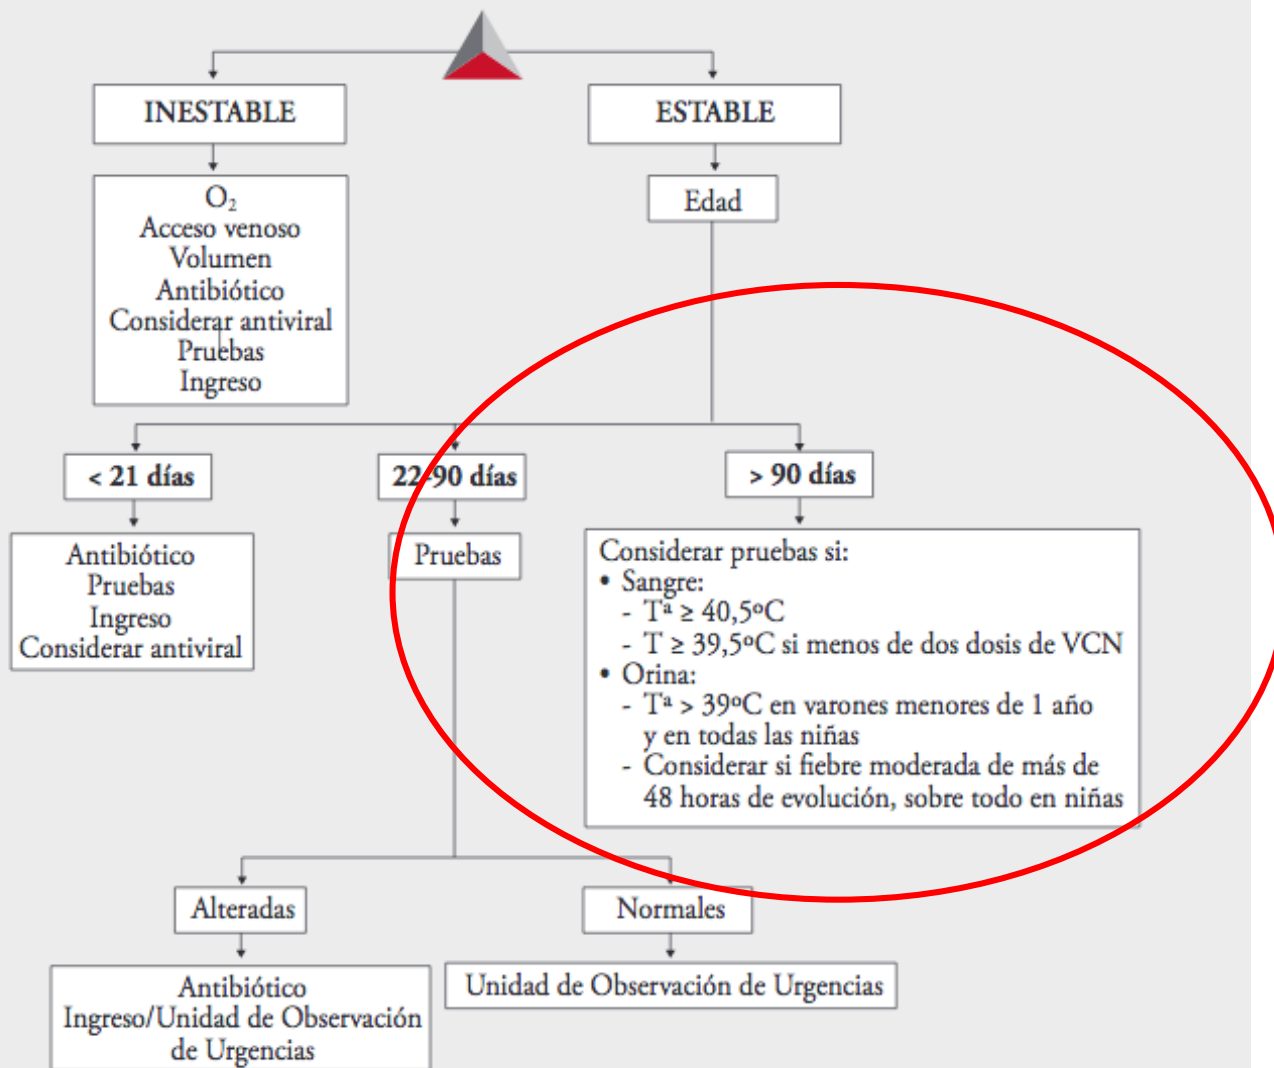 INESTABLE
ESTABLE
O₂
Acceso venoso
Volumen
Antibiótico
Considerar antiviral
Pruebas
Ingreso
Edad
< 21 días
22-90 días
> 90 días
Antibiótico
Pruebas
Ingreso
Considerar antiviral
Pruebas
Considerar pruebas si:
• Sangre:
- Tª ≥ 40,5ºC
- T ≥ 39,5ºC si menos de dos dosis de VCN
• Orina:
- Tª > 39ºC en varones menores de 1 año
y en todas las niñas
- Considerar si fiebre moderada de más de
48 horas de evolución, sobre todo en niñas
Alteradas
Normales
Antibiótico
Ingreso/Unidad de Observación
de Urgencias
Unidad de Observación de Urgencias